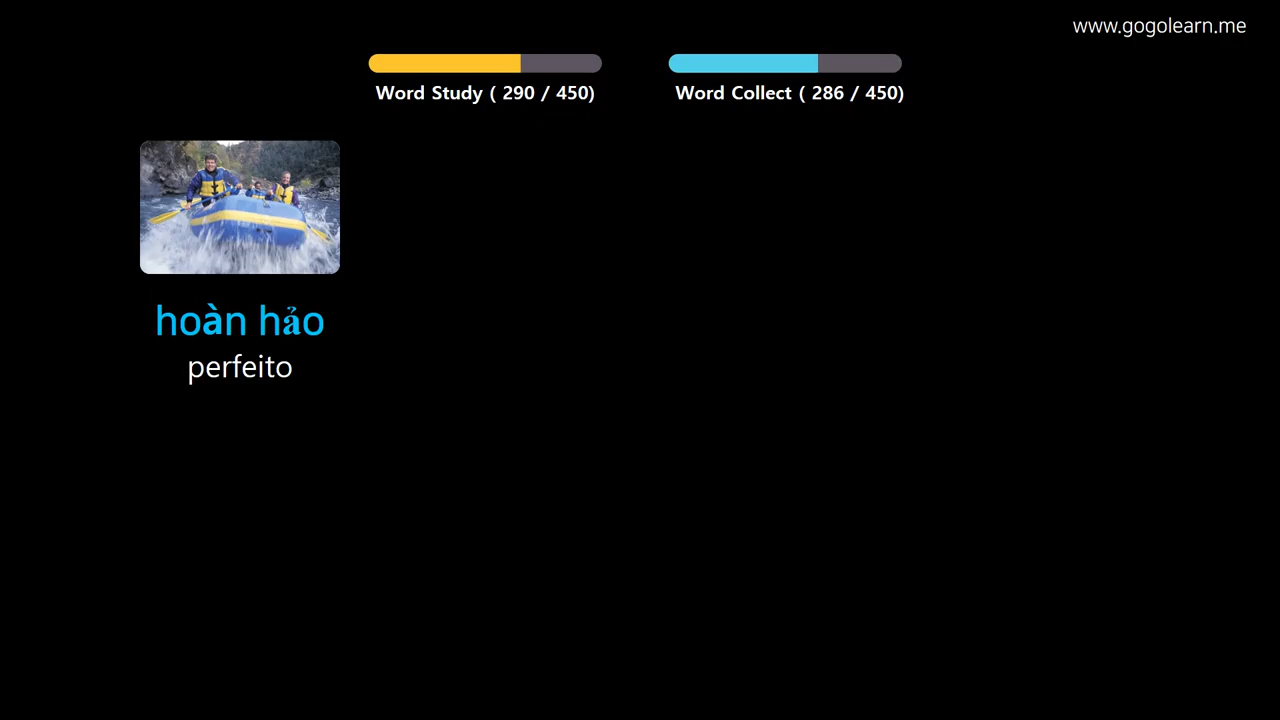 www.gogolearn.me
Word Study ( 290 / 450)
Word Collect ( 286 / 450)
hoàn hảo
perfeito